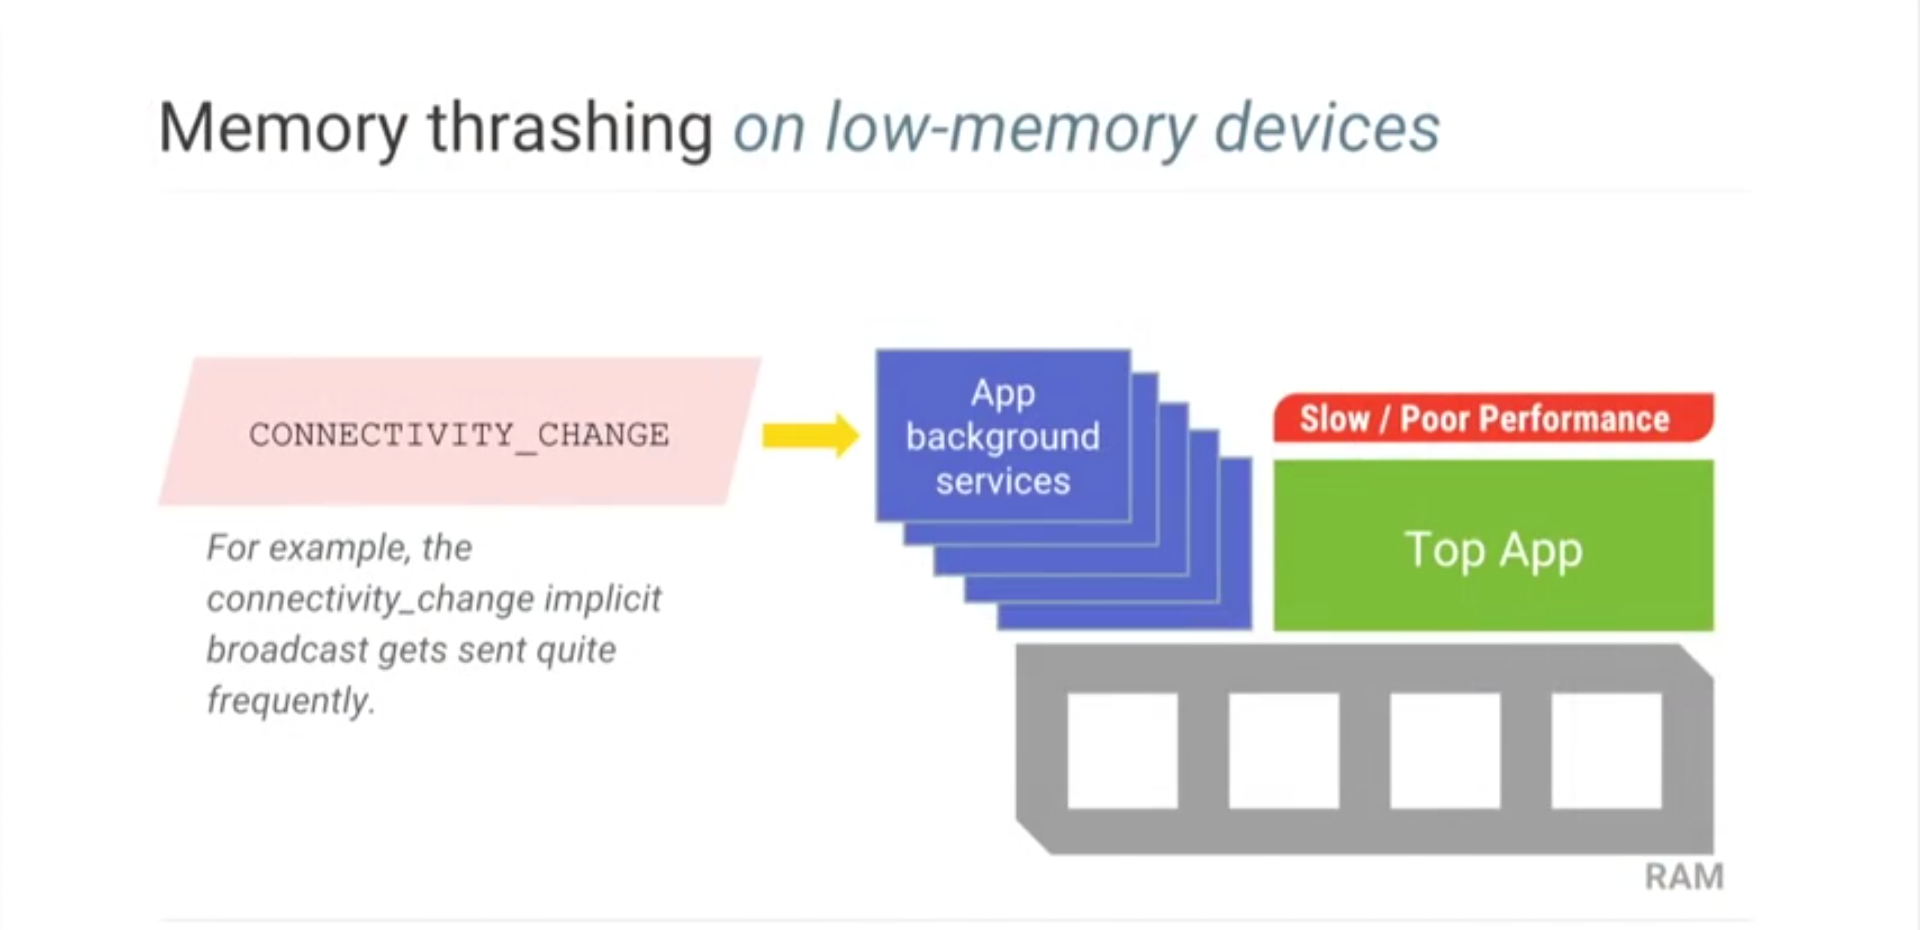 Memory thrashing on low-memory devices
CONNECTIVITY_CHANGE
For example, the
connectivity_change implicit
broadcast gets sent quite
frequently.
App
background
services
Slow / Poor Performance
Top App
RAM